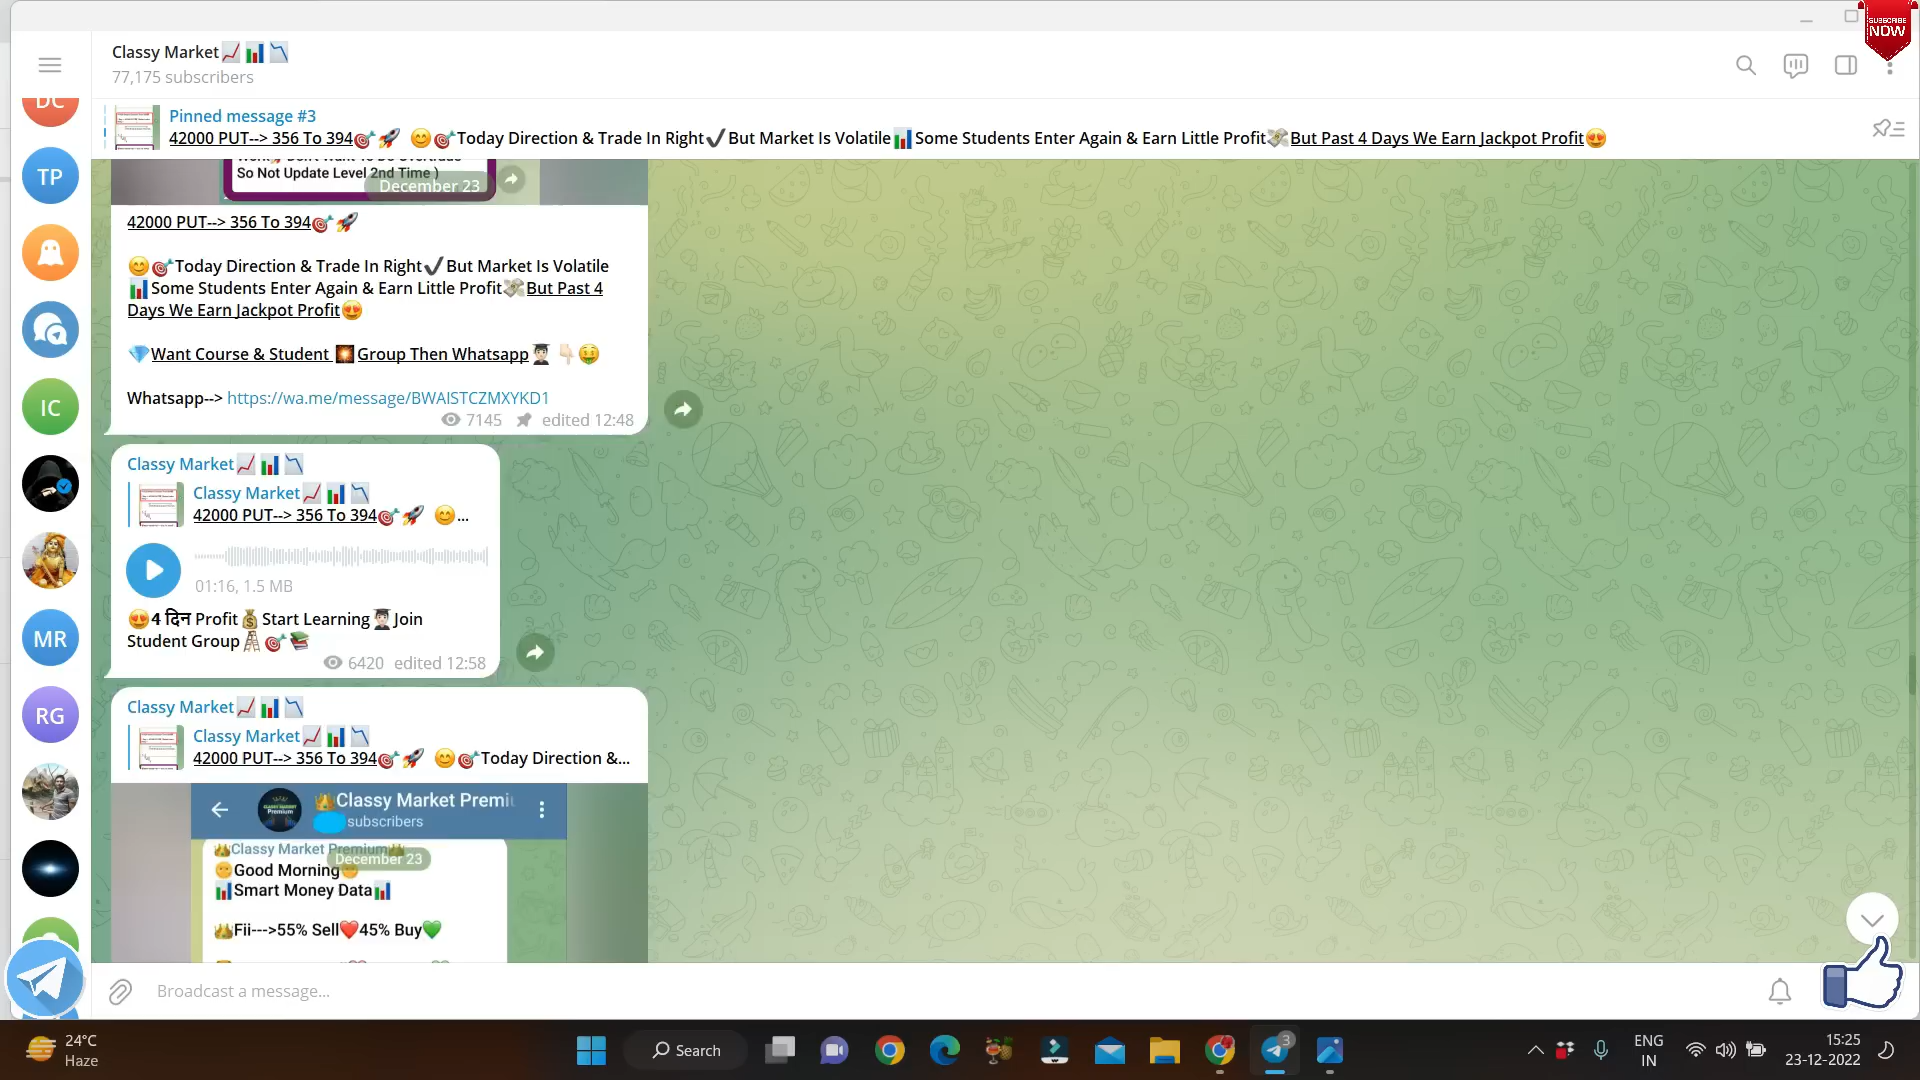 SUBSCRIBE
NOW
Classy Market
77,175 subscribers
Pinned message #3
42000 PUT--> 356 To 394🎯🚀 😊🎯Today Direction & Trade In Right✔But Market Is Volatile📊Some Students Enter Again & Earn Little Profit💸But Past 4 Days We Earn Jackpot Profit😍
DC
TP
IC
MR
RG
So Not Update Level 2nd Time )
December 23
42000 PUT--> 356 To 394🎯🚀
😊🎯Today Direction & Trade In Right✔But Market Is Volatile
📊Some Students Enter Again & Earn Little Profit💸But Past 4
Days We Earn Jackpot Profit😍
💎Want Course & Student 💥Group Then Whatsapp👨🏻‍🎓👇🏻🤑
Whatsapp--> https://wa.me/message/BWAISTCZMXYKD1
7145 edited 12:48
Classy Market📈📊📉
Classy Market📈📊📉
42000 PUT--> 356 To 394🎯🚀 😊...
01:16, 1.5 MB
😍4 दिन Profit💰Start Learning👨🏻‍🎓Join
Student Group🪜🎯📚
6420 edited 12:58
Classy Market📈📊📉
Classy Market📈📊📉
42000 PUT--> 356 To 394🎯🚀 😊🎯Today Direction &...
👑Classy Market Premi
subscribers
👑Classy Market Premium👑
December 23
🌞Good Morning🌞
📊Smart Money Data📊
👑Fii--->55% Sell❤️45% Buy💚
Broadcast a message...
24°C
Haze
Search
3
ENG
IN
15:25
23-12-2022